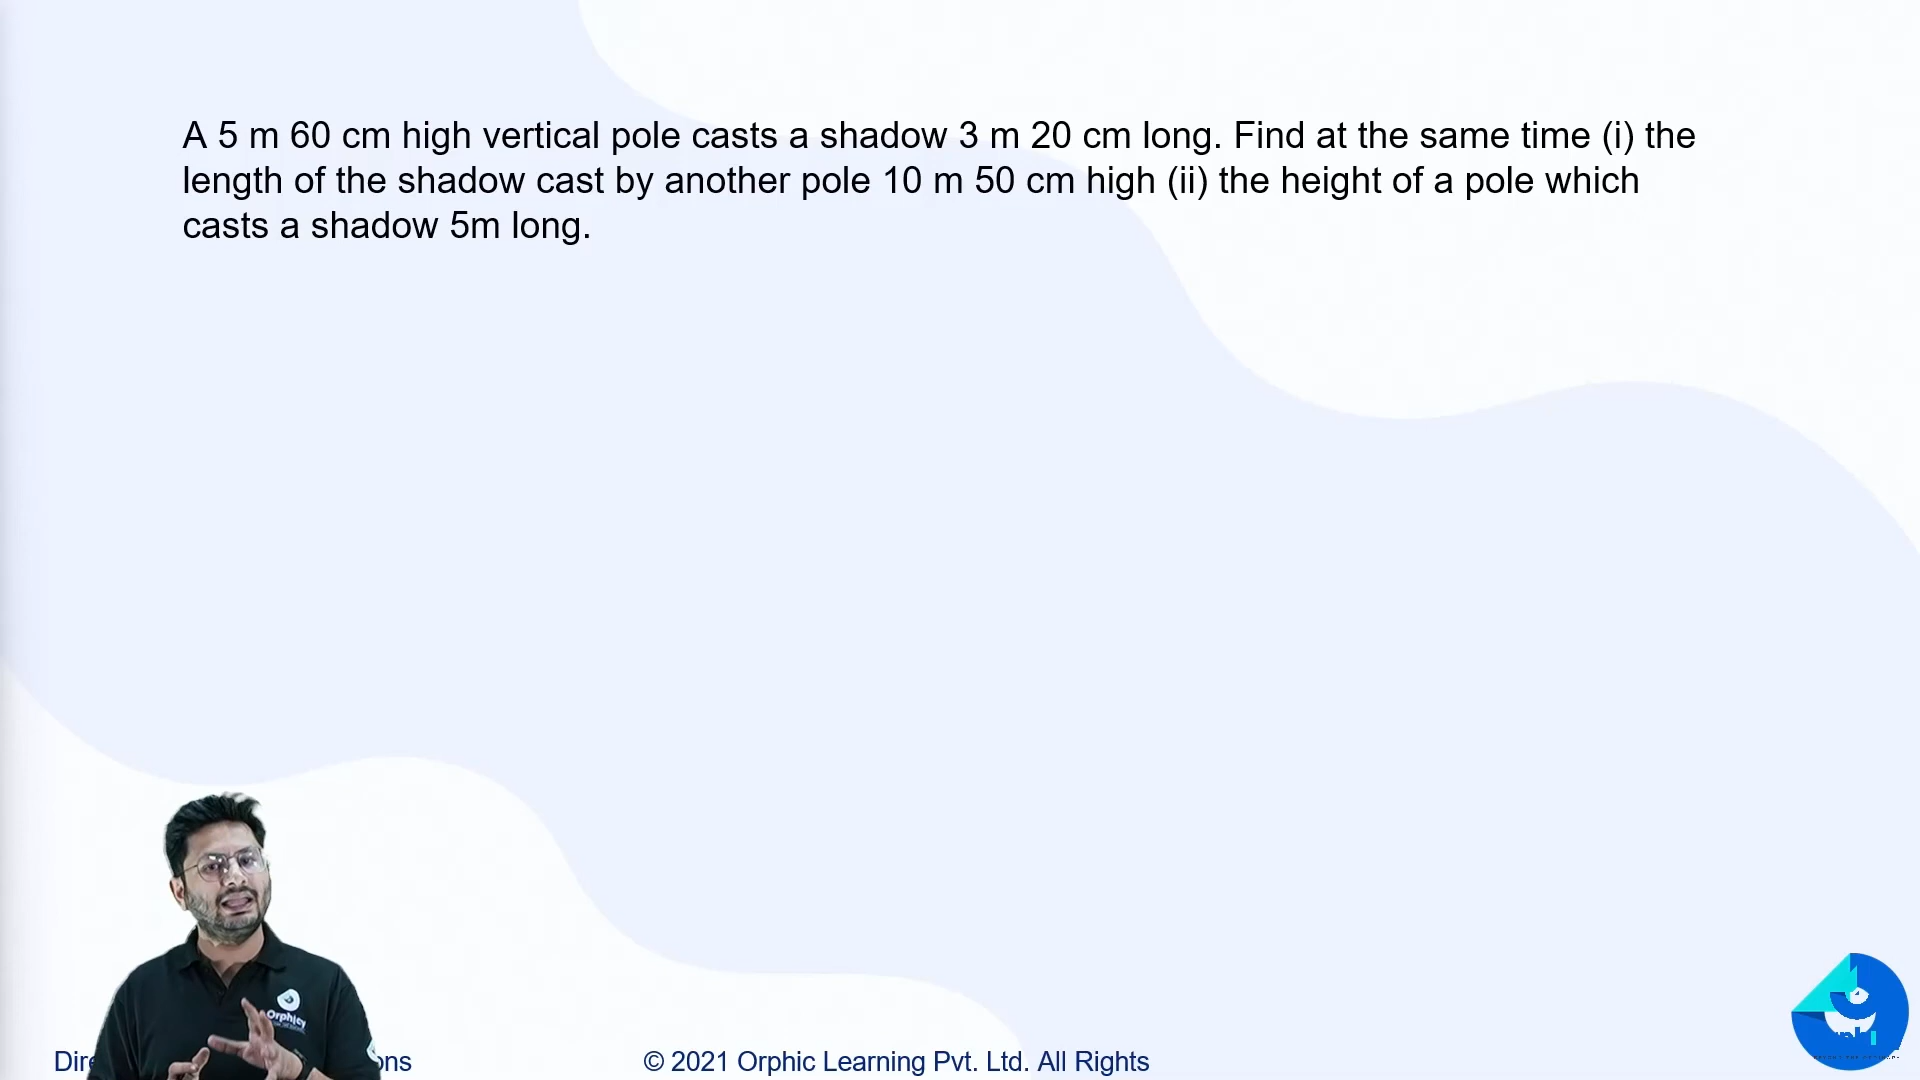 A 5 m 60 cm high vertical pole casts a shadow 3 m 20 cm long. Find at the same time (i) the
length of the shadow cast by another pole 10 m 50 cm high (ii) the height of a pole which
casts a shadow 5m long.
© 2021 Orphic Learning Pvt. Ltd. All Rights